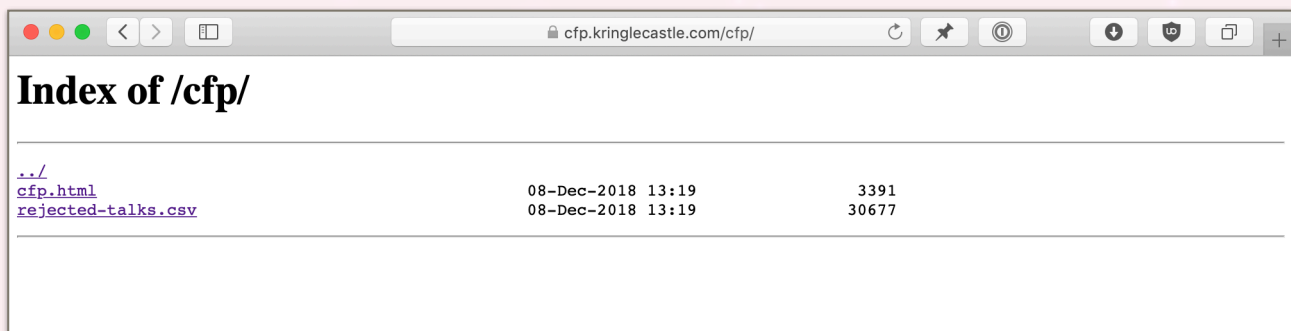 cfp.kringlecastle.com/cfp/
Index of /cfp/
../
cfp.html 08-Dec-2018 13:19 3391
rejected-talks.csv 08-Dec-2018 13:19 30677